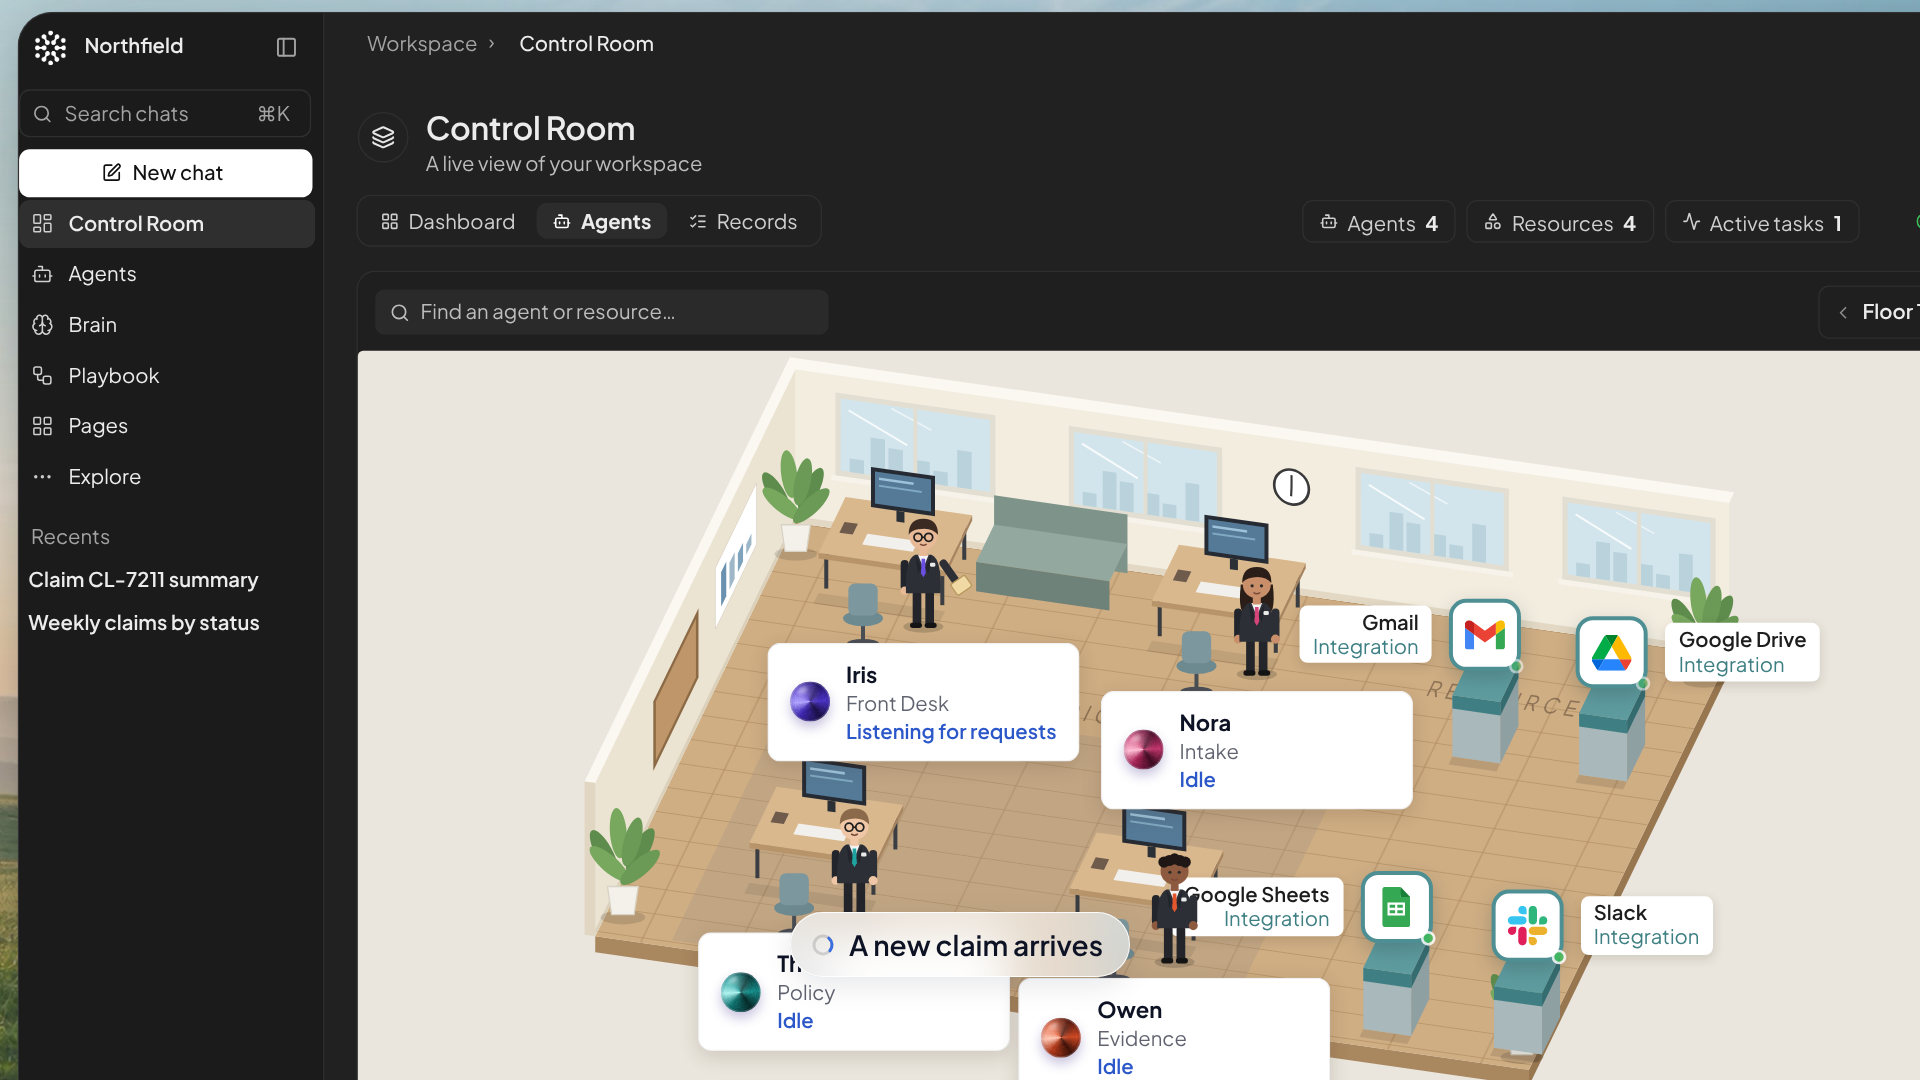 Northfield
Search chats ⌘K
New chat
Control Room
Agents
Brain
Playbook
Pages
Explore
Recents
Claim CL-7211 summary
Weekly claims by status
Workspace › Control Room
Control Room
A live view of your workspace
Dashboard
Agents
Records
Agents 4
Resources 4
Active tasks 1
Find an agent or resource...
Floor
Iris
Front Desk
Listening for requests
Nora
Intake
Idle
Gmail
Integration
Google Drive
Integration
Google Sheets
Integration
Slack
Integration
A new claim arrives
Policy
Idle
Owen
Evidence
Idle